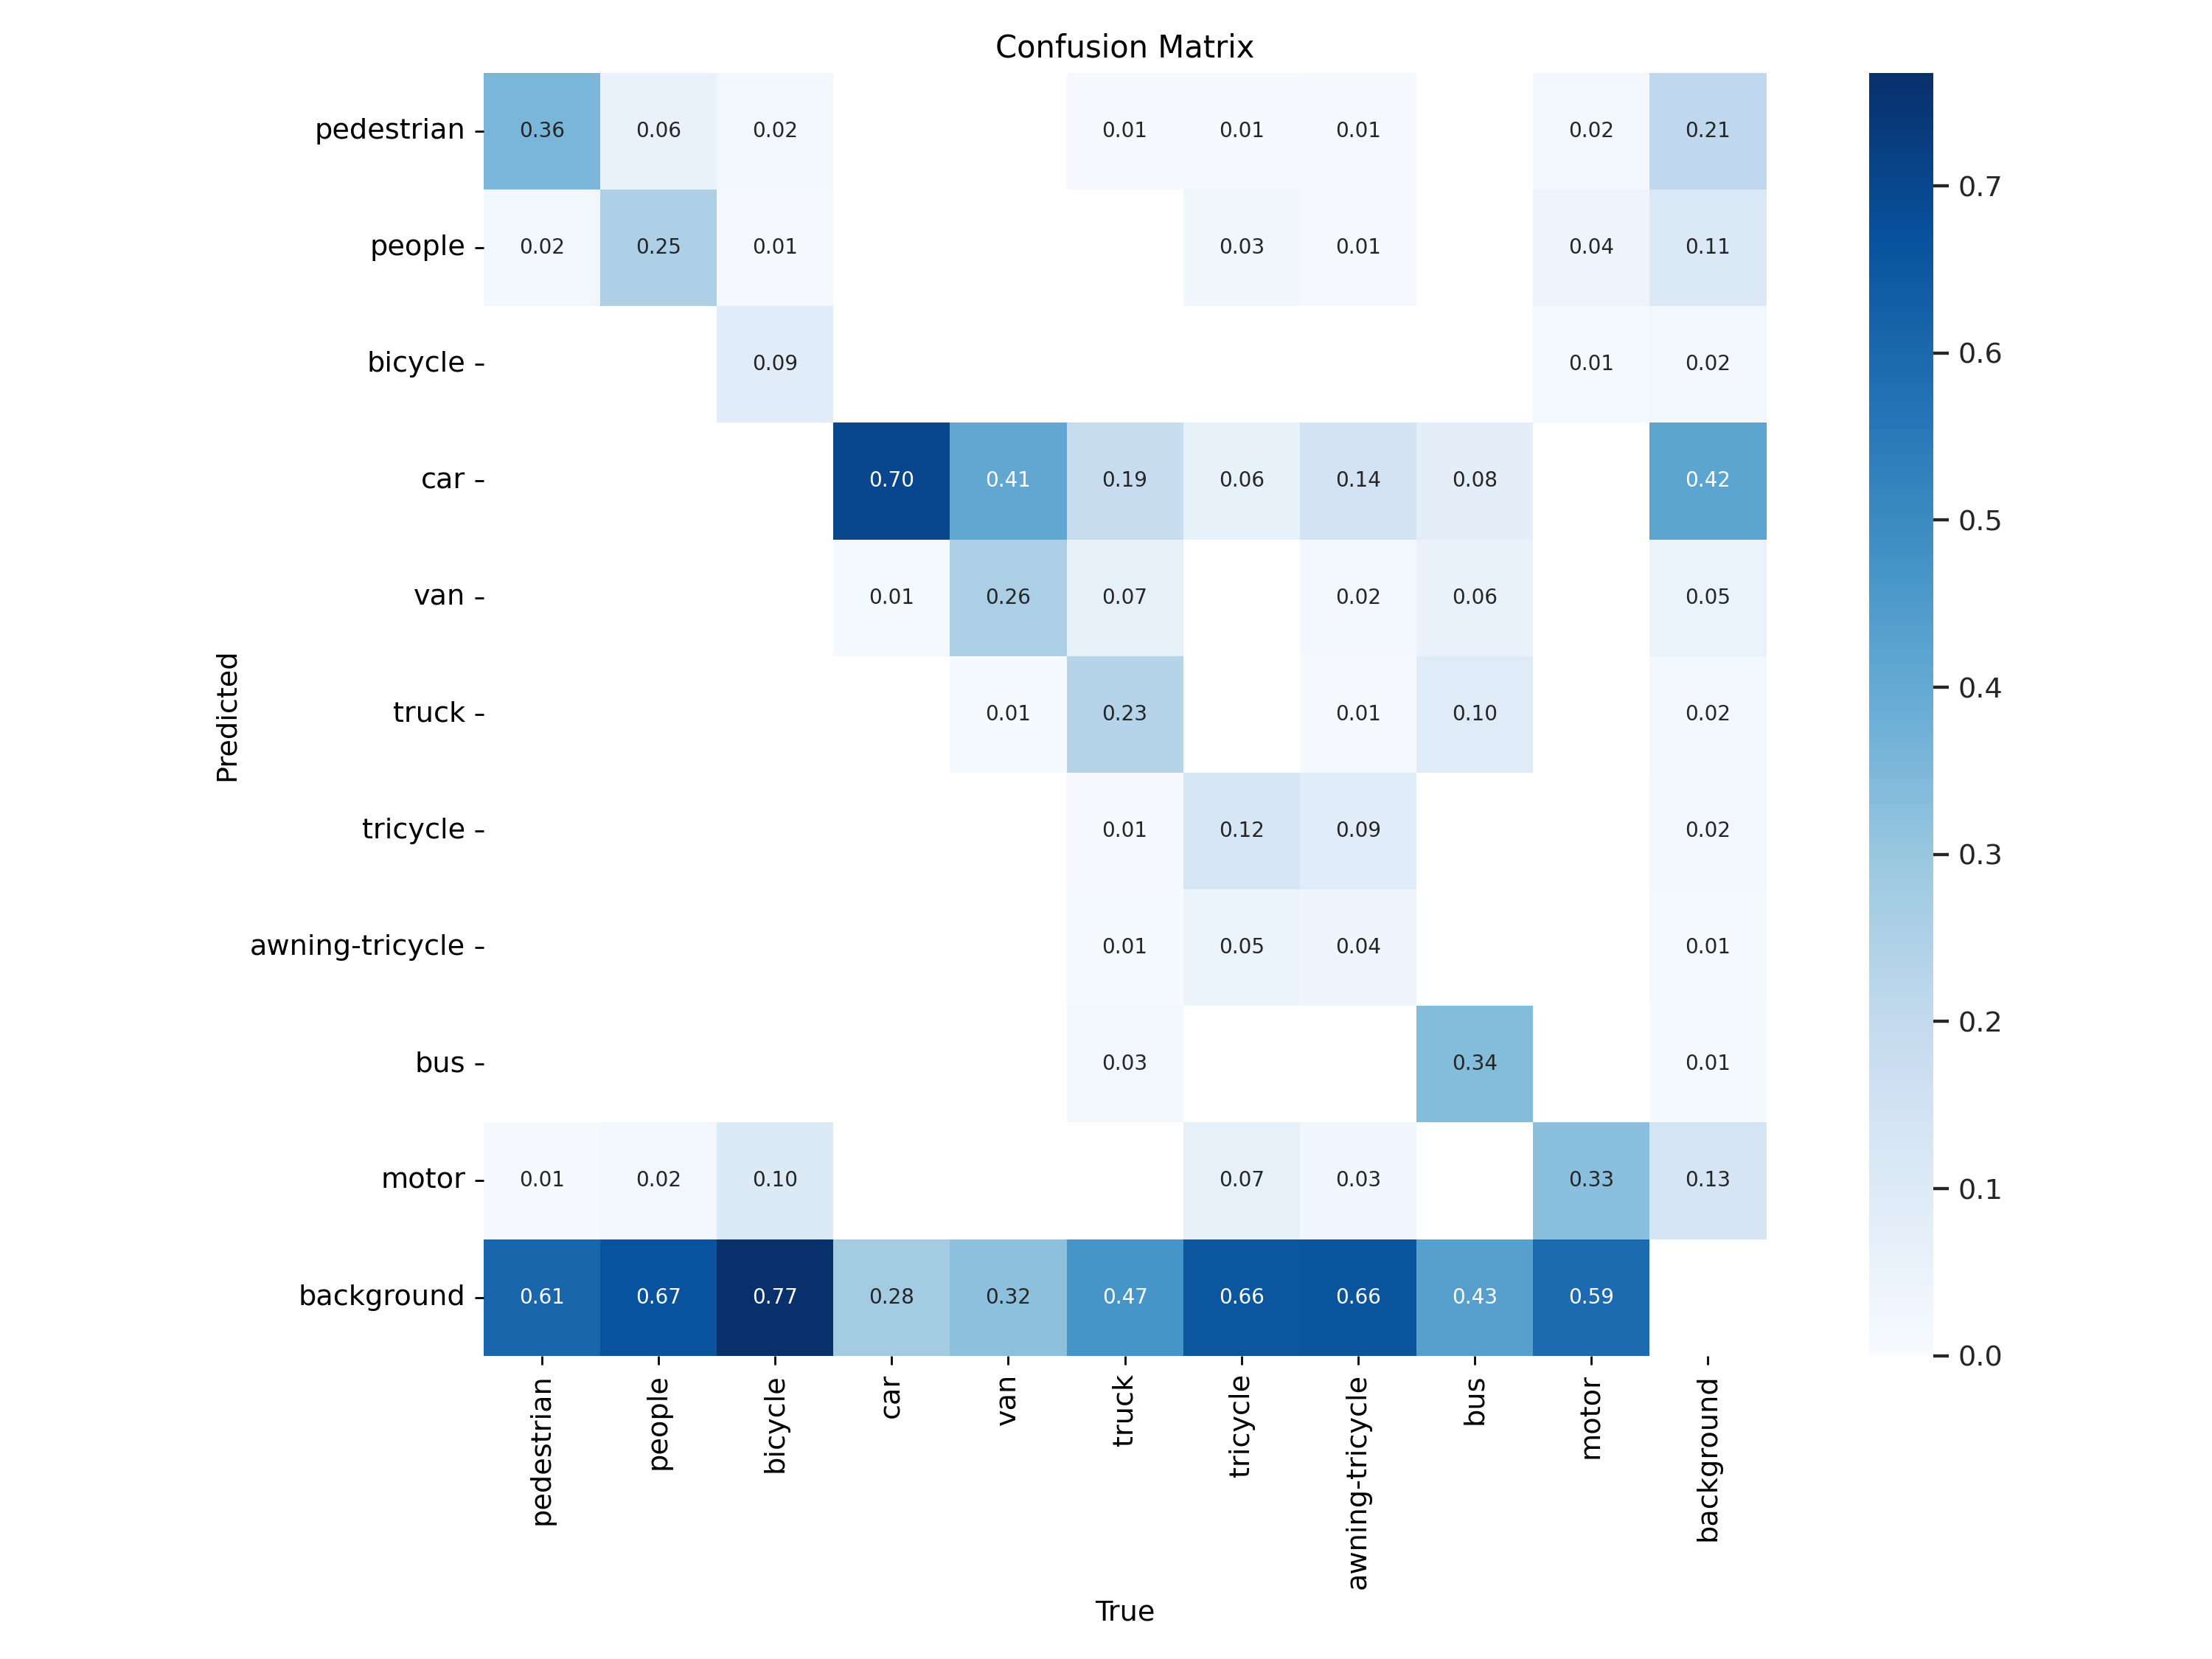 Confusion Matrix
pedestrian 0.36 0.06 0.02 0.01 0.01 0.01 0.02 0.21
people 0.02 0.25 0.01 0.03 0.01 0.04 0.11
bicycle 0.09 0.01 0.02
car 0.70 0.41 0.19 0.06 0.14 0.08 0.42
van 0.01 0.26 0.07 0.02 0.06 0.05
truck 0.01 0.23 0.01 0.10 0.02
tricycle 0.01 0.12 0.09 0.02
awning-tricycle 0.01 0.05 0.04 0.01
bus 0.03 0.34 0.01
motor 0.01 0.02 0.10 0.07 0.03 0.33 0.13
background 0.61 0.67 0.77 0.28 0.32 0.47 0.66 0.66 0.43 0.59
Predicted
pedestrian
people
bicycle
car
van
truck
tricycle
awning-tricycle
bus
motor
background
True
0.7
0.6
0.5
0.4
0.3
0.2
0.1
0.0